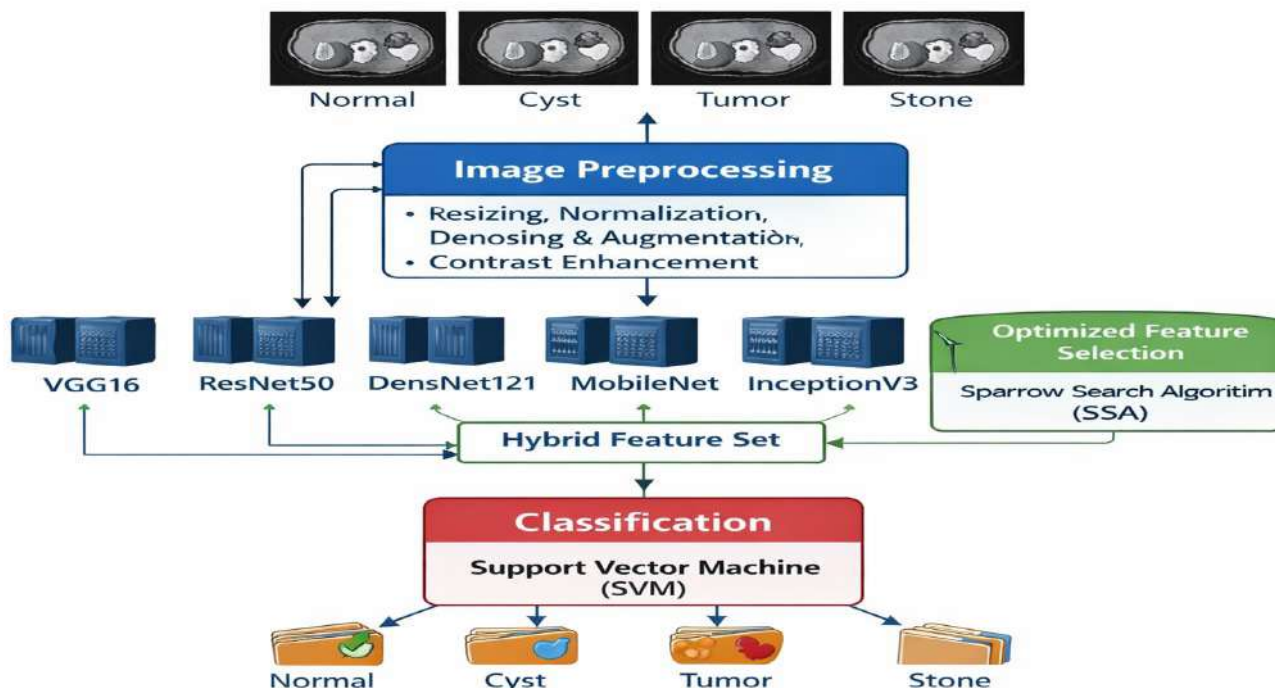 Normal Cyst Tumor Stone
Image Preprocessing
• Resizing, Normalization,
Denosing & Augmentatiòn,
• Contrast Enhancement
VGG16 ResNet50 DensNet121 MobileNet InceptionV3
Optimized Feature
Selection
Sparrow Search Algoritim
(SSA)
Hybrid Feature Set
Classification
Support Vector Machine
(SVM)
Normal Cyst Tumor Stone